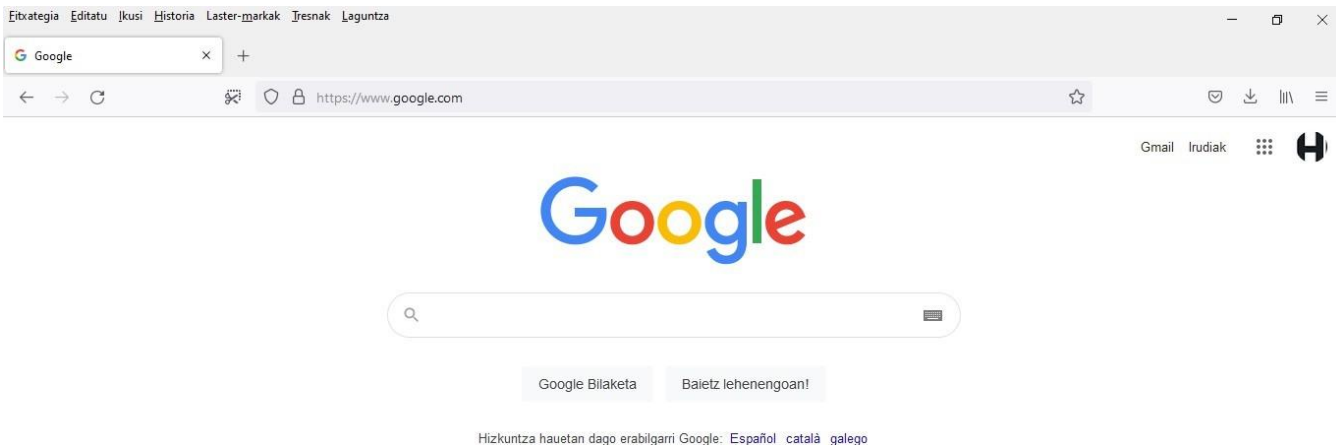 Fitxategia Editatu Ikusi Historia Laster-markak Tresnak Laguntza
Google
https://www.google.com
Gmail Irudiak
Google
Google Bilaketa Baietz lehenengoan!
Hizkuntza hauetan dago erabilgarri Google: Español català galego